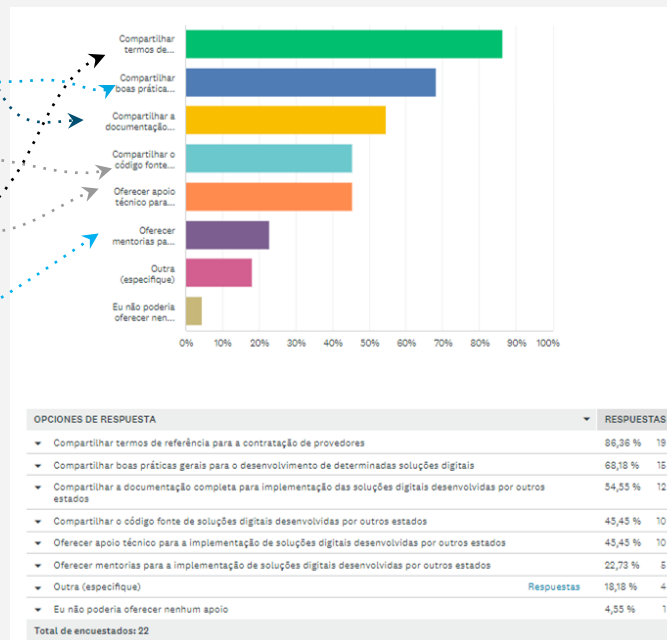 Compartilhar
termos de...
Compartilhar
boas prática...
Compartilhar a
documentação...
Compartilhar o
código fonte...
Oferecer apoio
técnico para...
Oferecer
mentorias pa...
Outra
(especifique)
Eu não poderia
oferecer nen...
0% 10% 20% 30% 40% 50% 60% 70% 80% 90% 100%
OPCIONES DE RESPUESTA RESPUESTAS
Compartilhar termos de referência para a contratação de provedores 86,36 % 19
Compartilhar boas práticas gerais para o desenvolvimento de determinadas soluções digitais 68,18 % 15
Compartilhar a documentação completa para implementação das soluções digitais desenvolvidas por outros 54,55 % 12
estados
Compartilhar o código fonte de soluções digitais desenvolvidas por outros estados 45,45 % 10
Oferecer apoio técnico para a implementação de soluções digitais desenvolvidas por outros estados 45,45 % 10
Oferecer mentorias para a implementação de soluções digitais desenvolvidas por outros estados 22,73 % 5
Outra (especifique) Respuestas 18,18 % 4
Eu não poderia oferecer nenhum apoio 4,55 % 1
Total de encuestados: 22